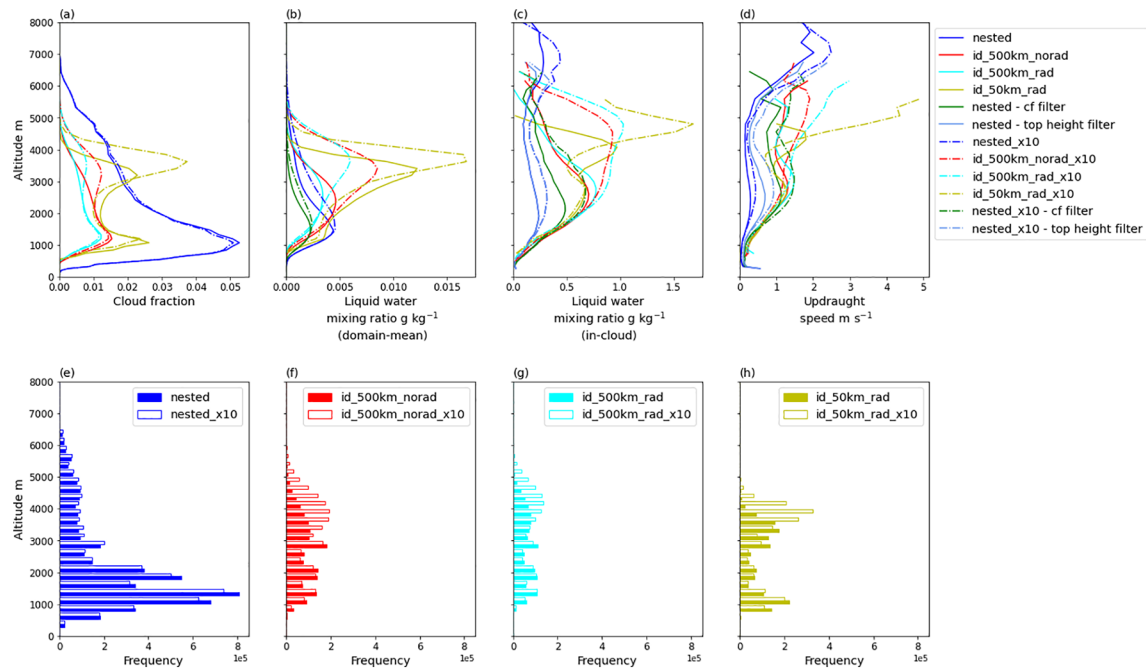 (a)
(b)
(c)
(d)
8000
7000
6000
5000
4000
3000
2000
1000
0
Altitude m
0.00 0.01 0.02 0.03 0.04 0.05
Cloud fraction
0.000 0.005 0.010 0.015
Liquid water
mixing ratio g kg⁻¹
(domain-mean)
0.0 0.5 1.0 1.5
Liquid water
mixing ratio g kg⁻¹
(in-cloud)
0 1 2 3 4 5
Updraught
speed m s⁻¹
nested
id_500km_norad
id_500km_rad
id_50km_rad
nested - cf filter
nested - top height filter
nested_x10
id_500km_norad_x10
id_500km_rad_x10
id_50km_rad_x10
nested_x10 - cf filter
nested_x10 - top height filter
(e)
(f)
(g)
(h)
8000
7000
6000
5000
4000
3000
2000
1000
0
Altitude m
nested
nested_x10
0 2 4 6 8
1e5
Frequency
id_500km_norad
id_500km_norad_x10
0 2 4 6 8
1e5
Frequency
id_500km_rad
id_500km_rad_x10
0 2 4 6 8
1e5
Frequency
id_50km_rad
id_50km_rad_x10
0 2 4 6 8
1e5
Frequency